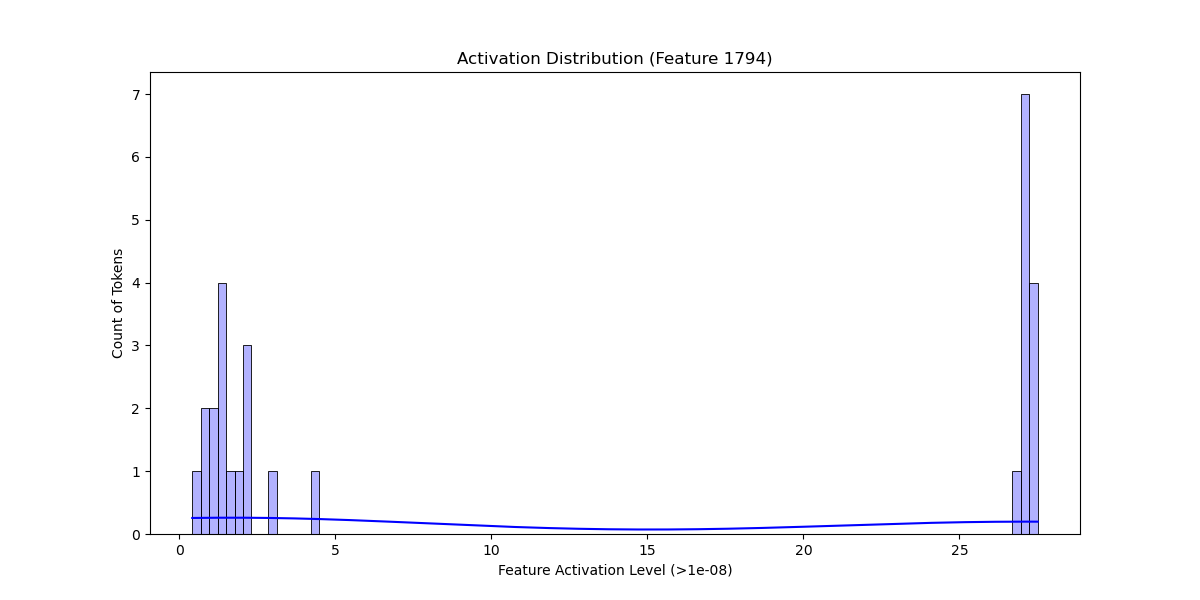 Activation Distribution (Feature 1794)
7
6
5
4
3
2
1
0
Count of Tokens
0 5 10 15 20 25
Feature Activation Level (>1e-08)